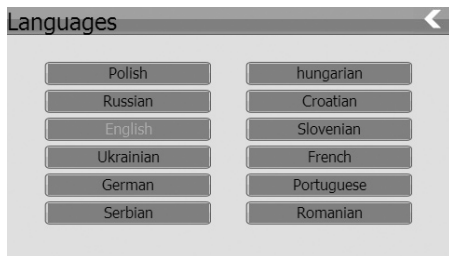 Languages
Polish
Russian
English
Ukrainian
German
Serbian
hungarian
Croatian
Slovenian
French
Portuguese
Romanian